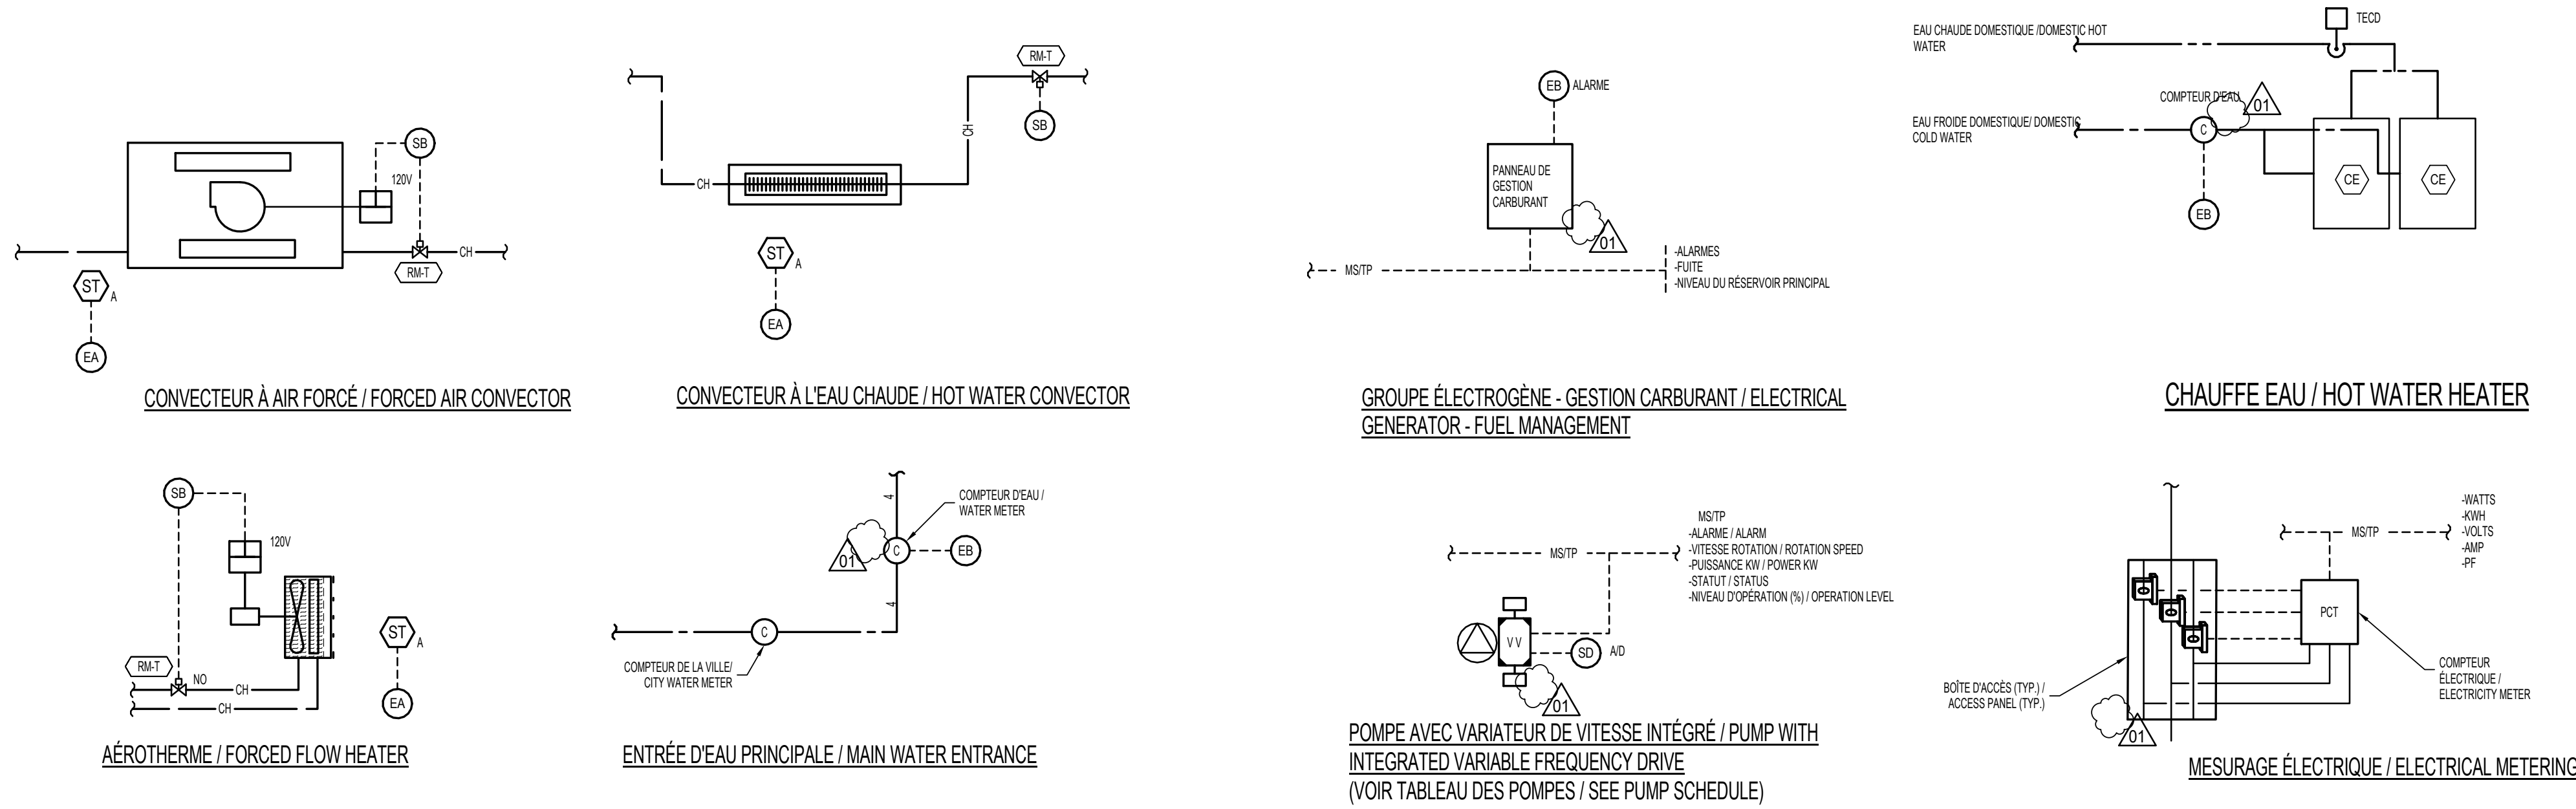 SB
120V
CH
RM-T
ST
A
EA
CONVECTEUR À AIR FORCÉ / FORCED AIR CONVECTOR
RM-T
SB
CH
CH
ST
A
EA
CONVECTEUR À L'EAU CHAUDE / HOT WATER CONVECTOR
EB
ALARME
PANNEAU DE
GESTION
CARBURANT
01
MS/TP
-ALARMES
-FUITE
-NIVEAU DU RÉSERVOIR PRINCIPAL
GROUPE ÉLECTROGÈNE - GESTION CARBURANT / ELECTRICAL
GENERATOR - FUEL MANAGEMENT
TECD
EAU CHAUDE DOMESTIQUE /DOMESTIC HOT
WATER
COMPTEUR D'EAU
01
EAU FROIDE DOMESTIQUE/ DOMESTIC
COLD WATER
C
EB
CE
CE
CHAUFFE EAU / HOT WATER HEATER
SB
120V
ST
A
EA
RM-T
NO
CH
CH
AÉROTHERME / FORCED FLOW HEATER
4
COMPTEUR D'EAU /
WATER METER
01
C
EB
4
C
COMPTEUR DE LA VILLE/
CITY WATER METER
ENTRÉE D'EAU PRINCIPALE / MAIN WATER ENTRANCE
MS/TP
MS/TP
-ALARME / ALARM
-VITESSE ROTATION / ROTATION SPEED
-PUISSANCE KW / POWER KW
-STATUT / STATUS
-NIVEAU D'OPÉRATION (%) / OPERATION LEVEL
V V
SD
A/D
01
POMPE AVEC VARIATEUR DE VITESSE INTÉGRÉ / PUMP WITH
INTEGRATED VARIABLE FREQUENCY DRIVE
(VOIR TABLEAU DES POMPES / SEE PUMP SCHEDULE)
MS/TP
-WATTS
-KWH
-VOLTS
-AMP
-PF
PCT
COMPTEUR
ÉLECTRIQUE /
ELECTRICITY METER
BOÎTE D'ACCÈS (TYP.) /
ACCESS PANEL (TYP.)
01
MESURAGE ÉLECTRIQUE / ELECTRICAL METERING